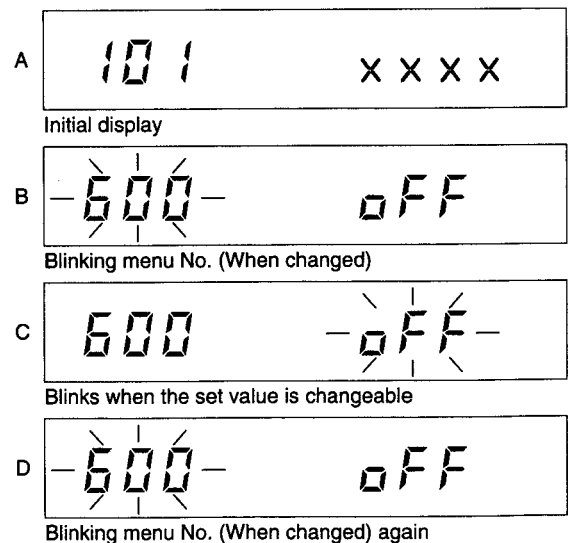 A 101 x x x x
Initial display
B 600 oFF
Blinking menu No. (When changed)
C 600 oFF
Blinks when the set value is changeable
D 600 oFF
Blinking menu No. (When changed) again